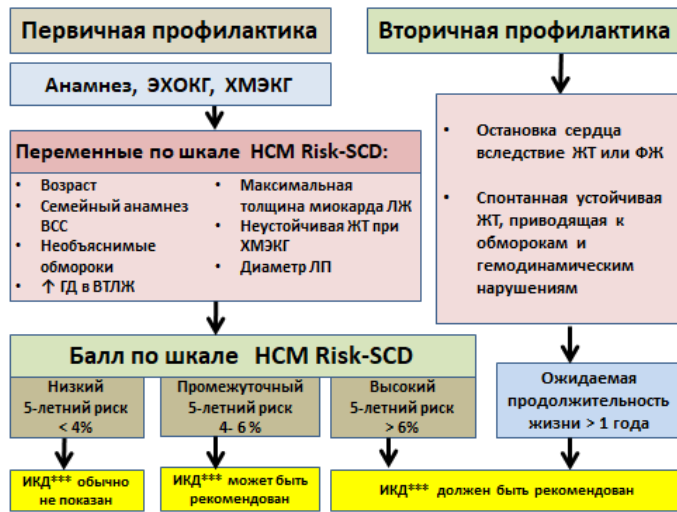 Первичная профилактика
Анамнез, ЭХОКГ, ХМЭКГ
Переменные по шкале HCM Risk-SCD:
• Возраст
• Семейный анамнез
ВСС
• Необъяснимые
обмороки
• ↑ ГД в ВТЛЖ
• Максимальная
толщина миокарда ЛЖ
• Неустойчивая ЖТ при
ХМЭКГ
• Диаметр ЛП
Балл по шкале HCM Risk-SCD
Низкий
5-летний риск
< 4%
Промежуточный
5-летний риск
4- 6 %
Высокий
5-летний риск
> 6%
ИКД*** обычно
не показан
ИКД*** может быть
рекомендован
Вторичная профилактика
• Остановка сердца
вследствие ЖТ или ФЖ
• Спонтанная устойчивая
ЖТ, приводящая к
обморокам и
гемодинамическим
нарушениям
Ожидаемая
продолжительность
жизни > 1 года
ИКД*** должен быть рекомендован